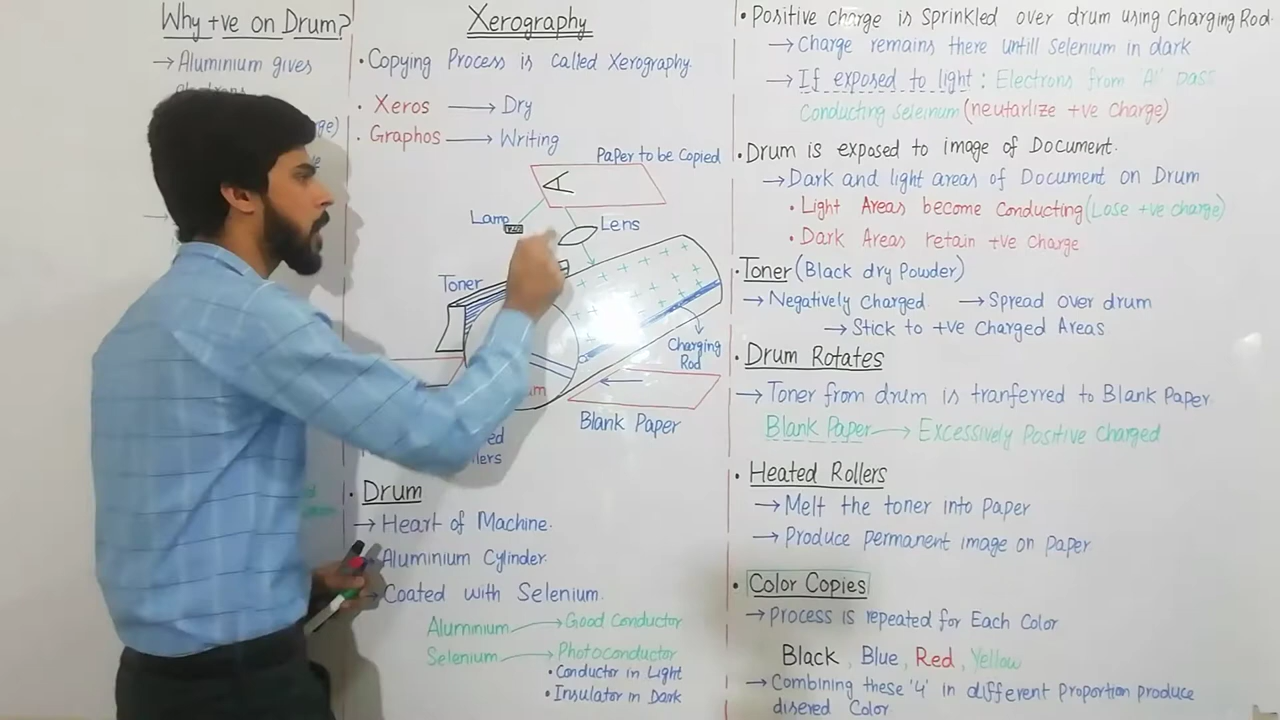 Why +ve on Drum?
→ Aluminium gives
electrons
ge)
Xerography
• Copying Process is called Xerography.
• Xeros → Dry
• Graphos → Writing
Paper to be Copied
A
Lamp
Lens
Toner
Charging
Rod
Blank Paper
um
ed
lers
• Drum
→ Heart of Machine.
→ Aluminium Cylinder.
→ Coated with Selenium.
Aluminium → Good Conductor
Selenium → Photoconductor
• Conductor in Light
• Insulator in Dark
• Positive charge is sprinkled over drum using Charging Rod.
→ Charge remains there untill selenium in dark
→ If exposed to light : Electrons from Al pass
Conducting seleinum (neutarlize +ve charge)
• Drum is exposed to image of Document.
→ Dark and light areas of Document on Drum
• Light Areas become Conducting (Lose +ve charge)
• Dark Areas retain +ve charge
• Toner (Black dry Powder)
→ Negatively charged → Spread over drum
→ Stick to +ve charged Areas
• Drum Rotates
→ Toner from drum is tranferred to Blank Paper.
Blank Paper → Excessively Positive charged
• Heated Rollers
→ Melt the toner into Paper
→ Produce permanent image on paper
• Color Copies
→ Process is repeated for Each Color
Black, Blue, Red, Yellow
→ Combining these '4' in different Proportion produce
disered Color.